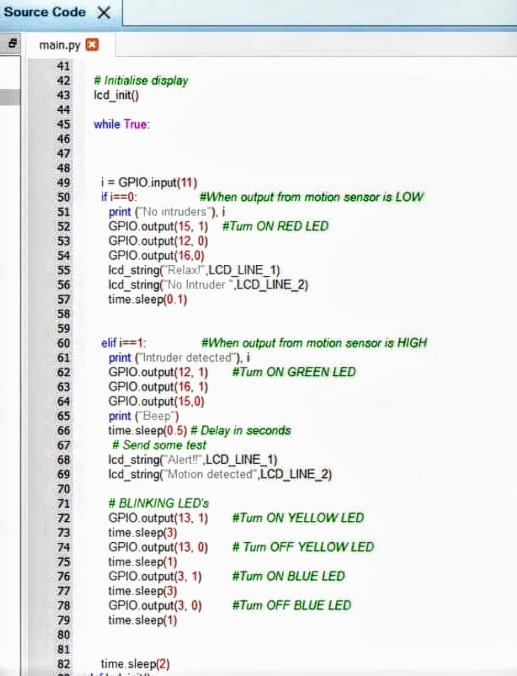 Source Code
main.py
41
42 # Initialise display
43 lcd_init()
44
45 while True:
46
47
48
49 i = GPIO.input(11)
50 if i==0: #When output from motion sensor is LOW
51 print ("No intruders"), i
52 GPIO.output(15, 1) #Turn ON RED LED
53 GPIO.output(12, 0)
54 GPIO.output(16,0)
55 lcd_string("Relax!",LCD_LINE_1)
56 lcd_string("No Intruder ",LCD_LINE_2)
57 time.sleep(0.1)
58
59
60 elif i==1: #When output from motion sensor is HIGH
61 print ("Intruder detected"), i
62 GPIO.output(12, 1) #Turn ON GREEN LED
63 GPIO.output(16, 1)
64 GPIO.output(15,0)
65 print ("Beep")
66 time.sleep(0.5) # Delay in seconds
67 # Send some test
68 lcd_string("Alert!!",LCD_LINE_1)
69 lcd_string("Motion detected",LCD_LINE_2)
70
71 # BLINKING LED's
72 GPIO.output(13, 1) #Turn ON YELLOW LED
73 time.sleep(3)
74 GPIO.output(13, 0) # Turn OFF YELLOW LED
75 time.sleep(1)
76 GPIO.output(3, 1) #Turn ON BLUE LED
77 time.sleep(3)
78 GPIO.output(3, 0) #Turn OFF BLUE LED
79 time.sleep(1)
80
81
82 time.sleep(2)